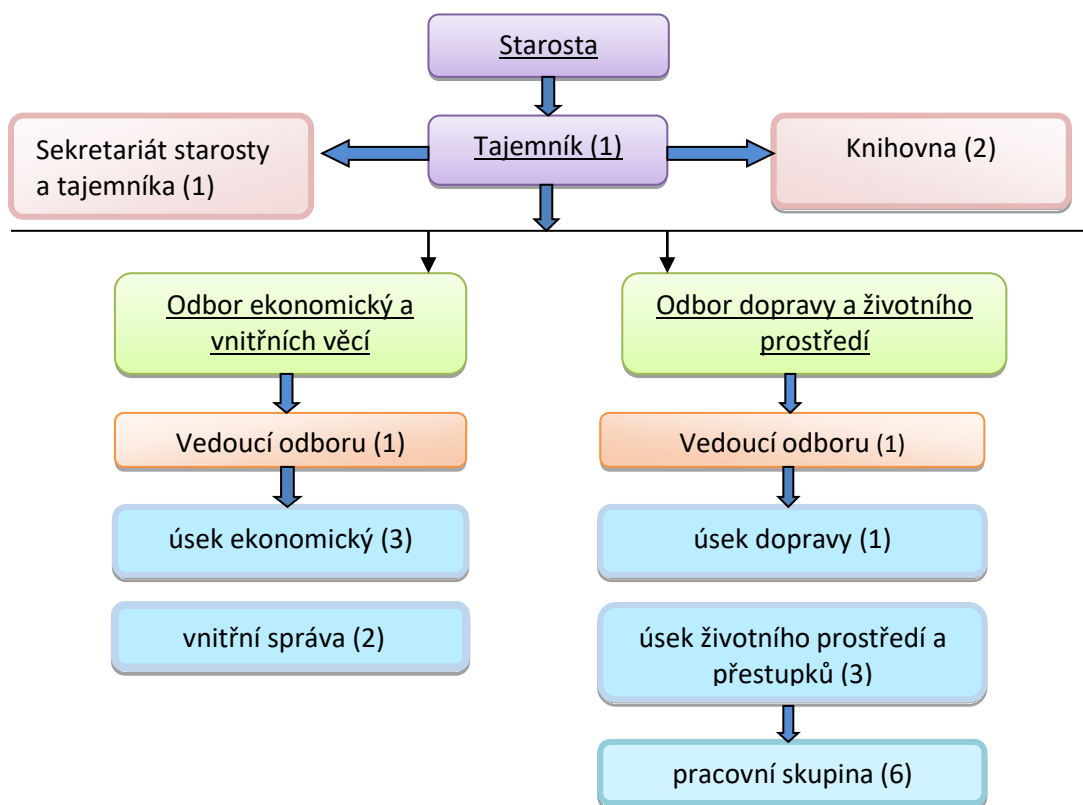 Starosta
Sekretariát starosty
a tajemníka (1)
Tajemník (1)
Knihovna (2)
Odbor ekonomický a
vnitřních věcí
Odbor dopravy a životního
prostředí
Vedoucí odboru (1)
Vedoucí odboru (1)
úsek ekonomický (3)
úsek dopravy (1)
vnitřní správa (2)
úsek životního prostředí a
přestupků (3)
pracovní skupina (6)